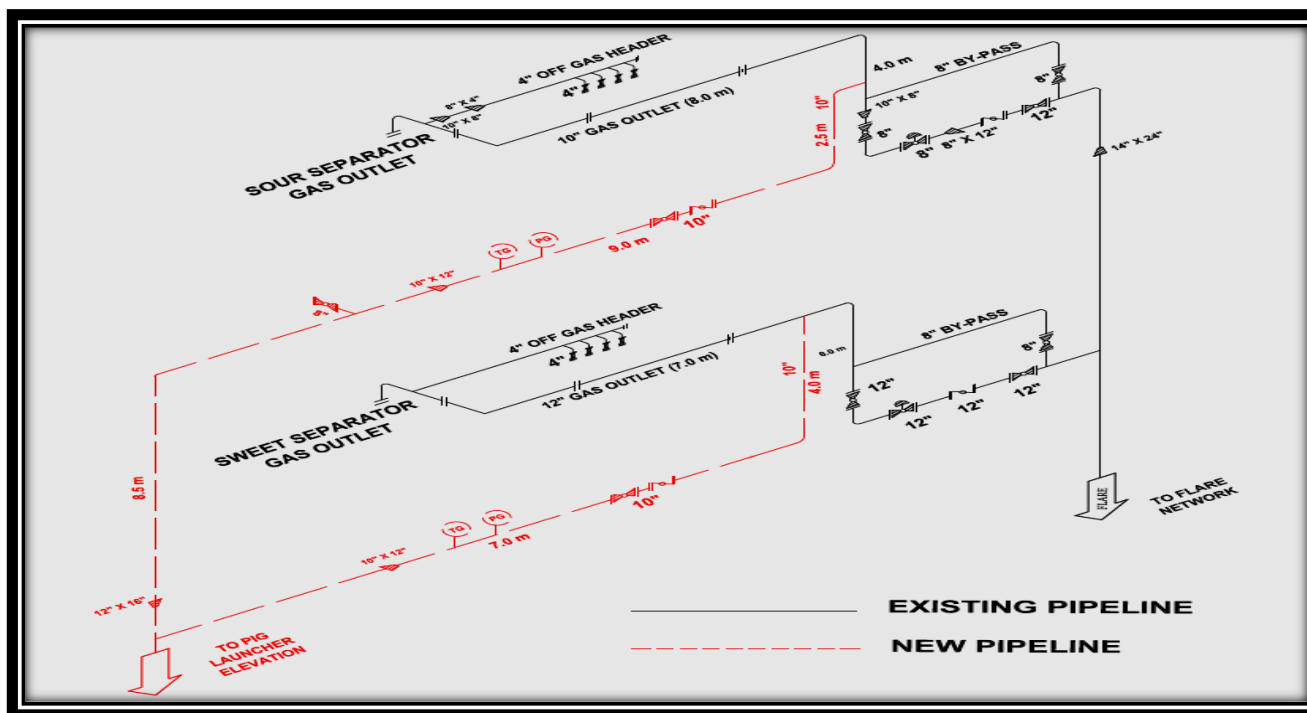 4" OFF GAS HEADER
4"
8" X 4"
10" X 8"
10" GAS OUTLET (8.0 m)
SOUR SEPARATOR
GAS OUTLET
4.0 m
8" BY-PASS
8"
10" X 8"
8"
8"
8" X 12"
12"
14" X 24"
10"
2.5 m
10"
9.0 m
PG
TG
10" X 12"
4" OFF GAS HEADER
4"
12" GAS OUTLET (7.0 m)
SWEET SEPARATOR
GAS OUTLET
8" BY-PASS
8"
12"
12"
12"
12"
10"
4.0 m
10"
7.0 m
PG
TG
10" X 12"
8.5 m
12" X 16"
TO PIG
LAUNCHER
ELEVATION
FLARE
TO FLARE
NETWORK
EXISTING PIPELINE
NEW PIPELINE